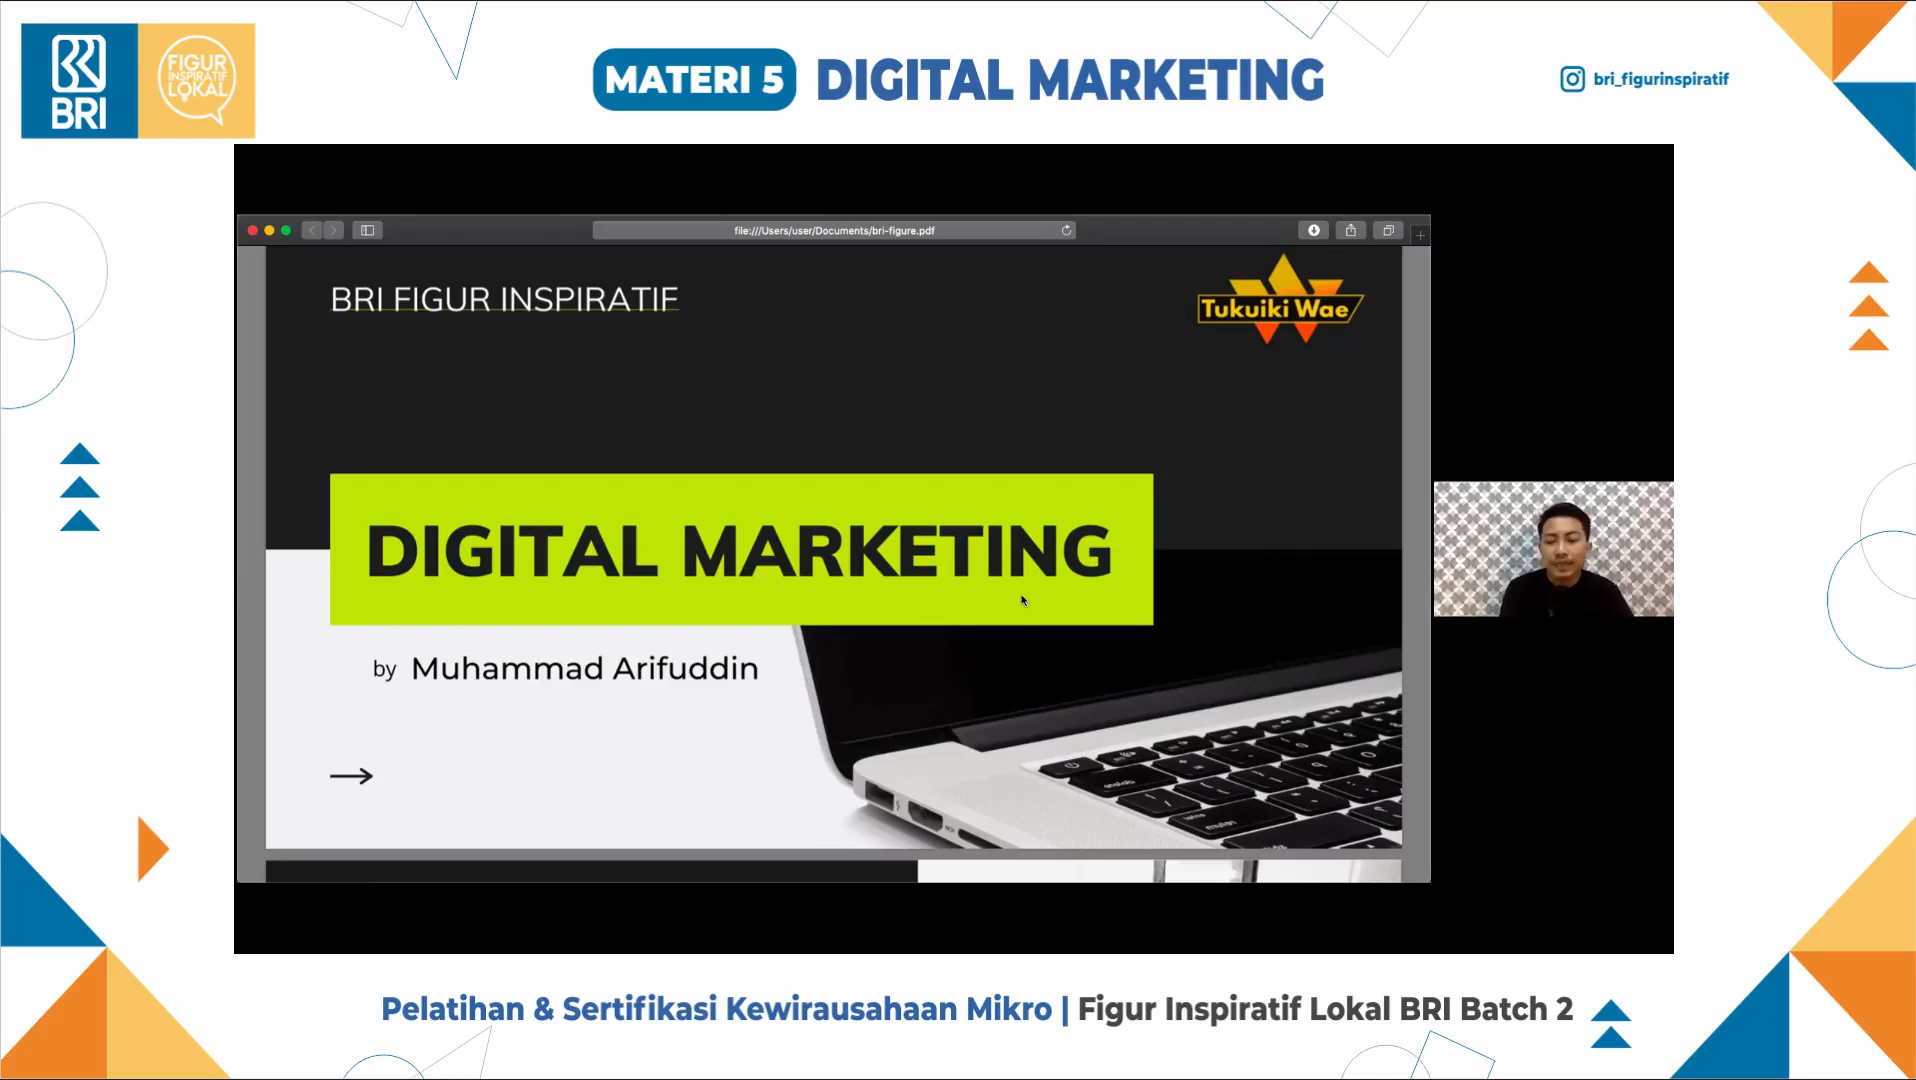 BRI
FIGUR
INSPIRATIF
LOKAL
MATERI 5 DIGITAL MARKETING
bri_figurinspiratif
file:///Users/user/Documents/bri-figure.pdf
BRI FIGUR INSPIRATIF
Tukuiki Wae
DIGITAL MARKETING
by Muhammad Arifuddin
Pelatihan & Sertifikasi Kewirausahaan Mikro | Figur Inspiratif Lokal BRI Batch 2